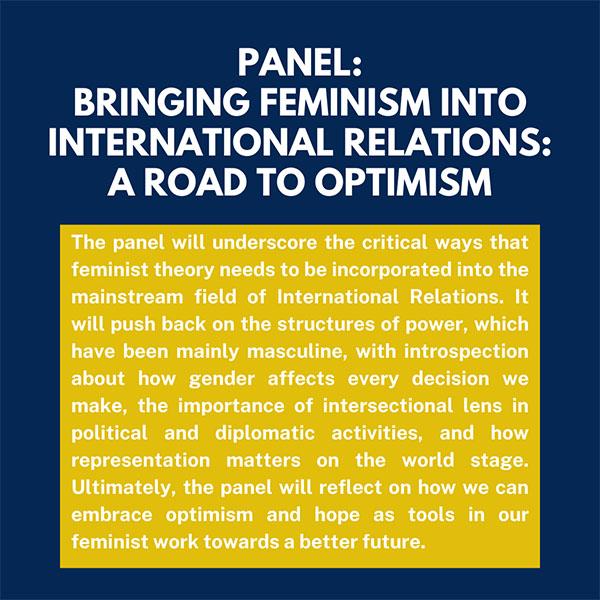 PANEL:
BRINGING FEMINISM INTO
INTERNATIONAL RELATIONS:
A ROAD TO OPTIMISM
The panel will underscore the critical ways that
feminist theory needs to be incorporated into the
mainstream field of International Relations. It
will push back on the structures of power, which
have been mainly masculine, with introspection
about how gender affects every decision we
make, the importance of intersectional lens in
political and diplomatic activities, and how
representation matters on the world stage.
Ultimately, the panel will reflect on how we can
embrace optimism and hope as tools in our
feminist work towards a better future.